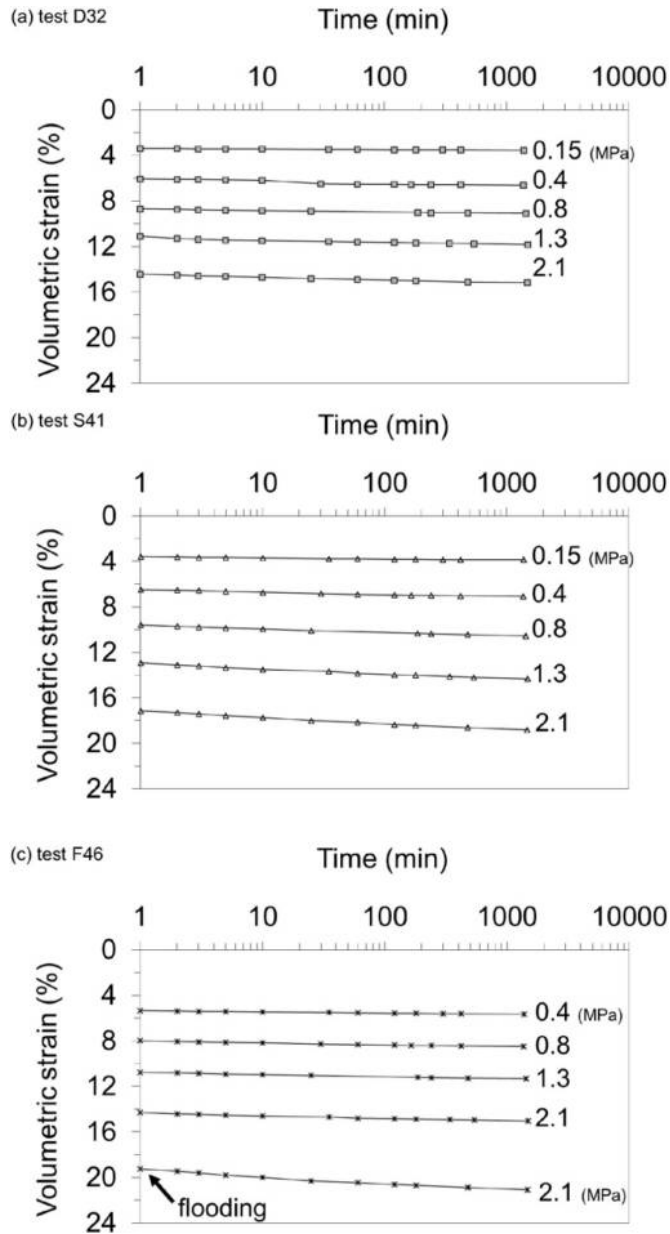 (a) test D32
Time (min)
1 10 100 1000 10000
Volumetric strain (%)
0
4
8
12
16
20
24
0.15 (MPa)
0.4
0.8
1.3
2.1
(b) test S41
Time (min)
1 10 100 1000 10000
Volumetric strain (%)
0
4
8
12
16
20
24
0.15 (MPa)
0.4
0.8
1.3
2.1
(c) test F46
Time (min)
1 10 100 1000 10000
Volumetric strain (%)
0
4
8
12
16
20
24
0.4 (MPa)
0.8
1.3
2.1
2.1 (MPa)
flooding